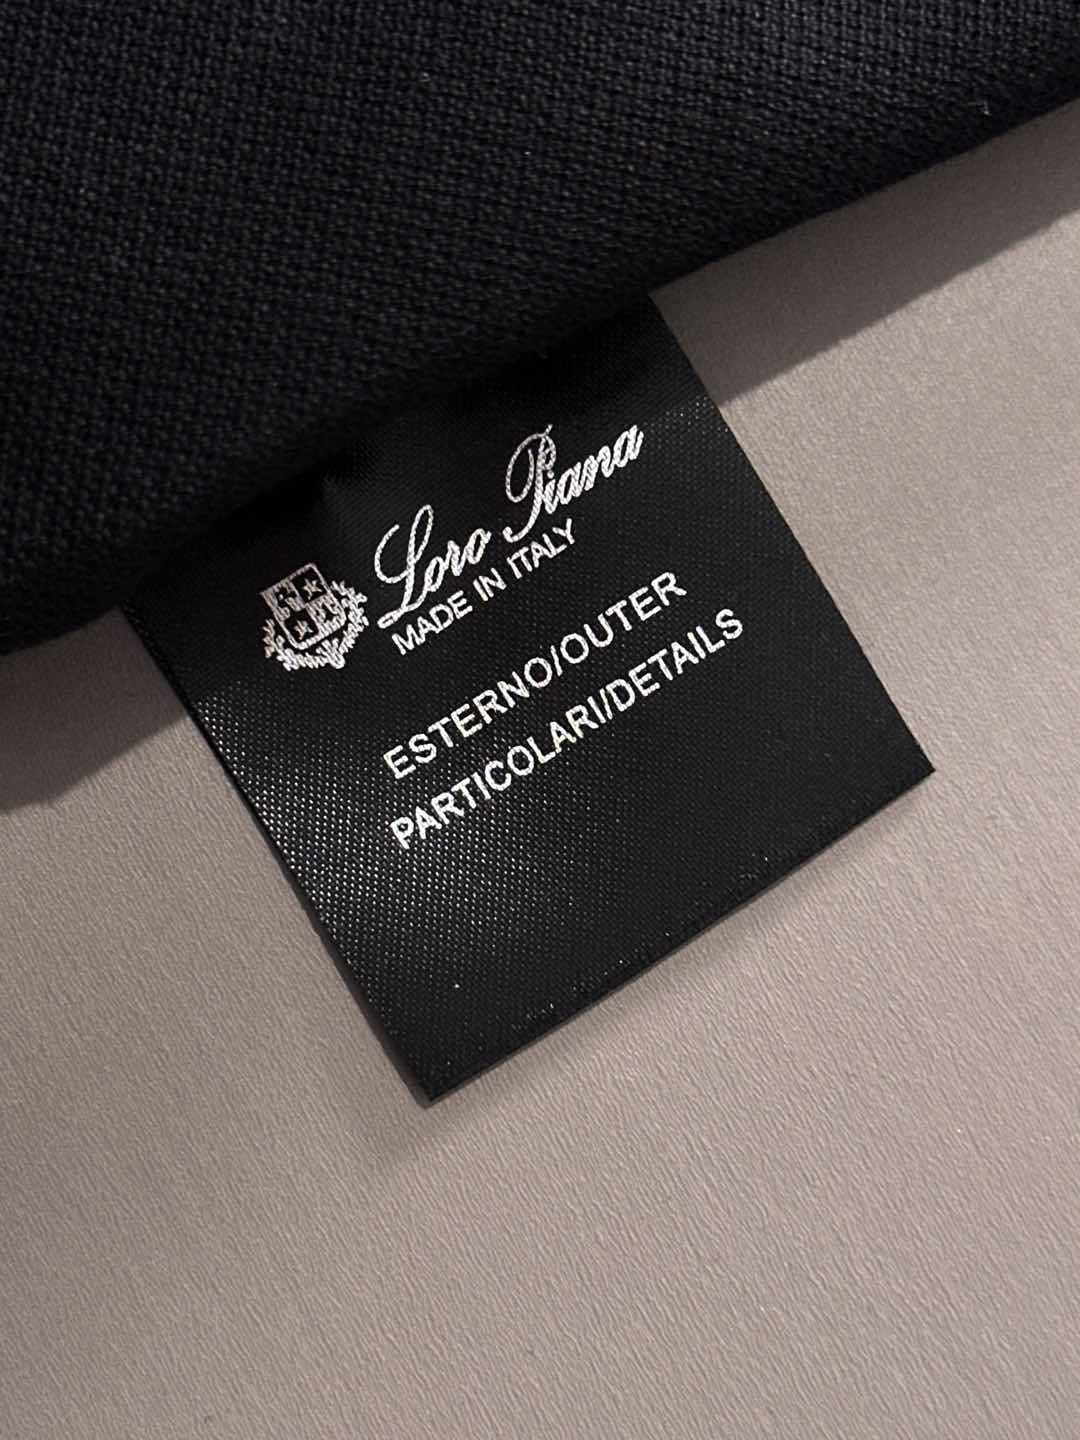 Loro Piana
MADE IN ITALY
ESTERNO/OUTER
PARTICOLARI/DETAILS